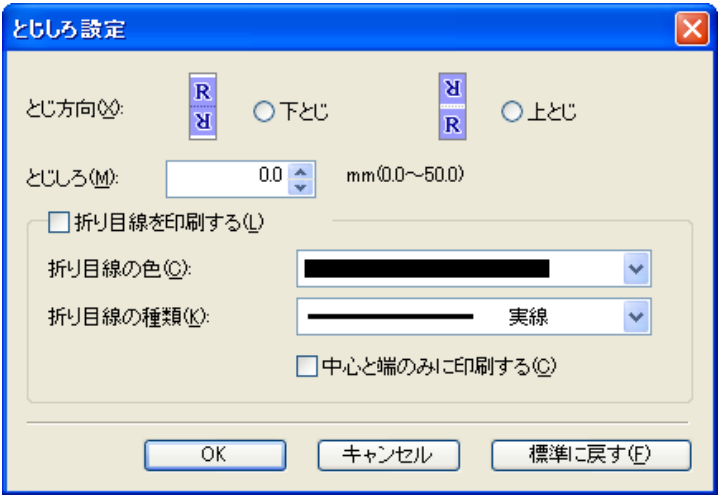 とじしろ設定
とじ方向(X): R R 下とじ R R 上とじ
とじしろ(M): 0.0 mm(0.0～50.0)
折り目線を印刷する(L)
折り目線の色(C):
折り目線の種類(K): 実線
中心と端のみに印刷する(O)
OK キャンセル 標準に戻す(F)